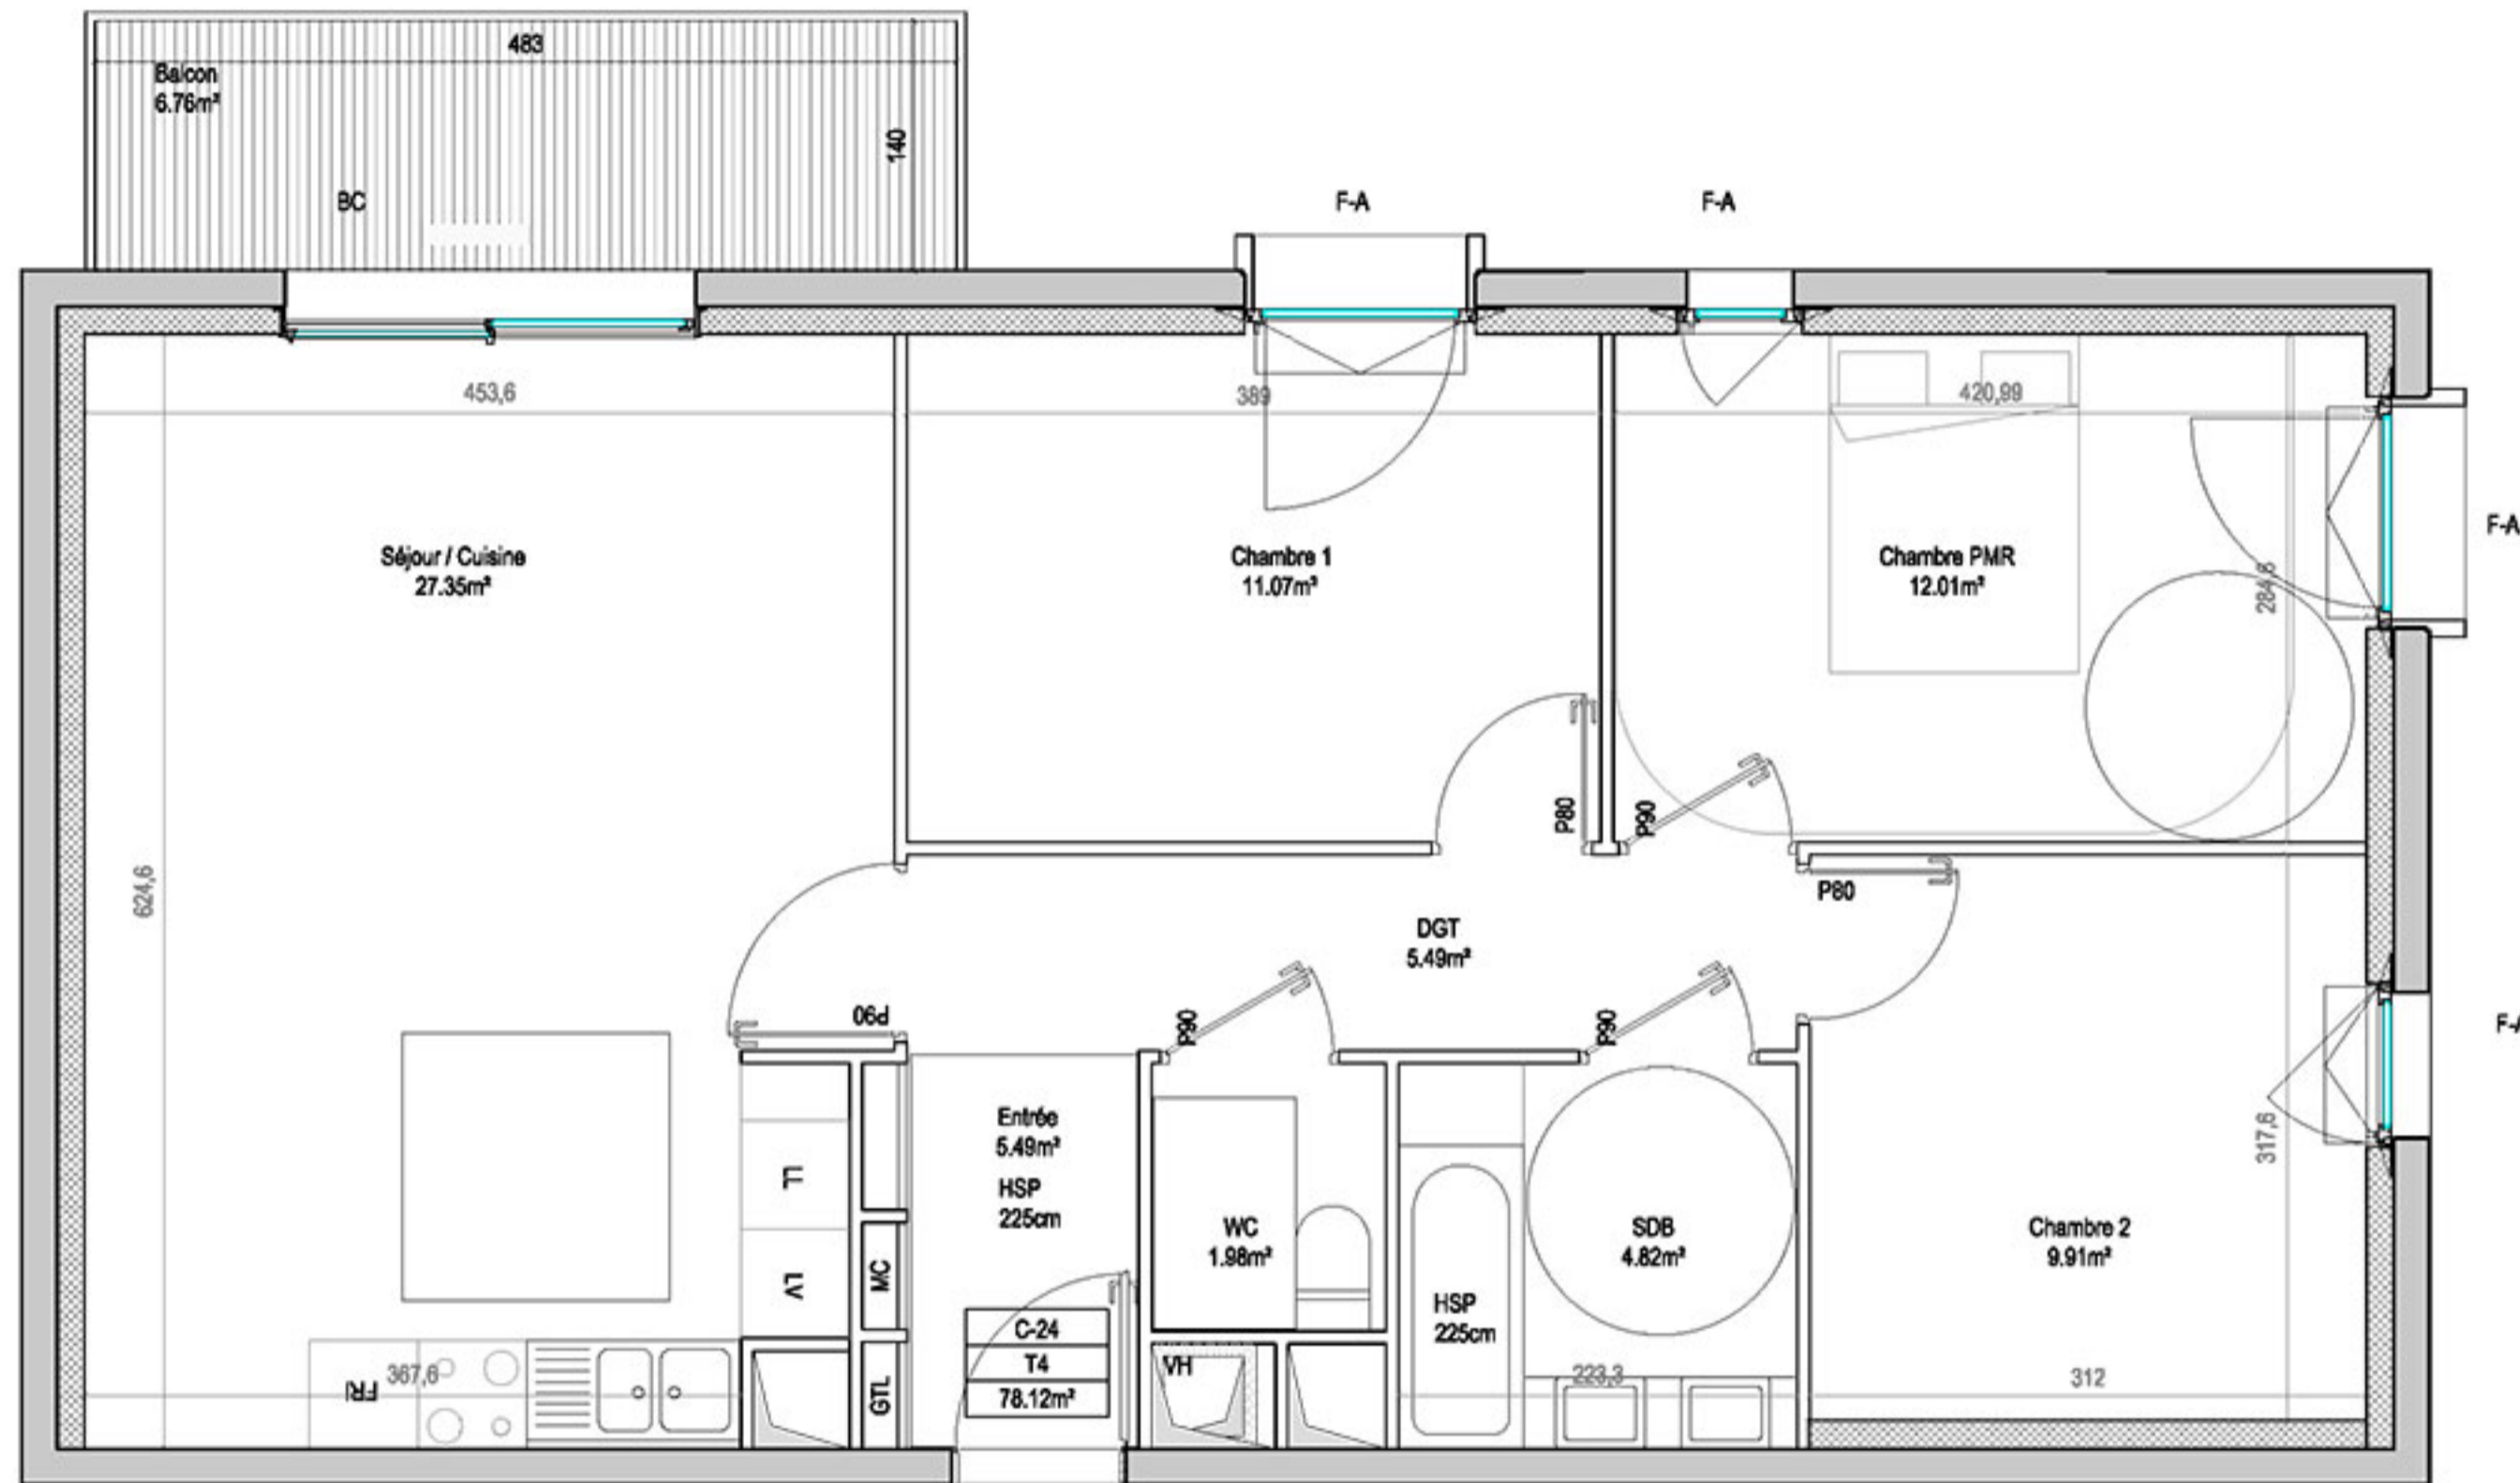 483
Balcon
6.76m²
140
BC
F-A
F-A
453,6
389
420,99
F-A
Séjour / Cuisine
27.35m²
Chambre 1
11.07m²
Chambre PMR
12.01m²
284,6
P80
P90
624,6
P80
DGT
5.49m²
P90
P90
P90
F-A
Entrée
5.49m²
HSP
225cm
LL
LV
MC
GTL
WC
1.98m²
SDB
4.82m²
HSP
225cm
317,6
Chambre 2
9.91m²
C-24
T4
78.12m²
VH
FRI
367,6
223,3
312